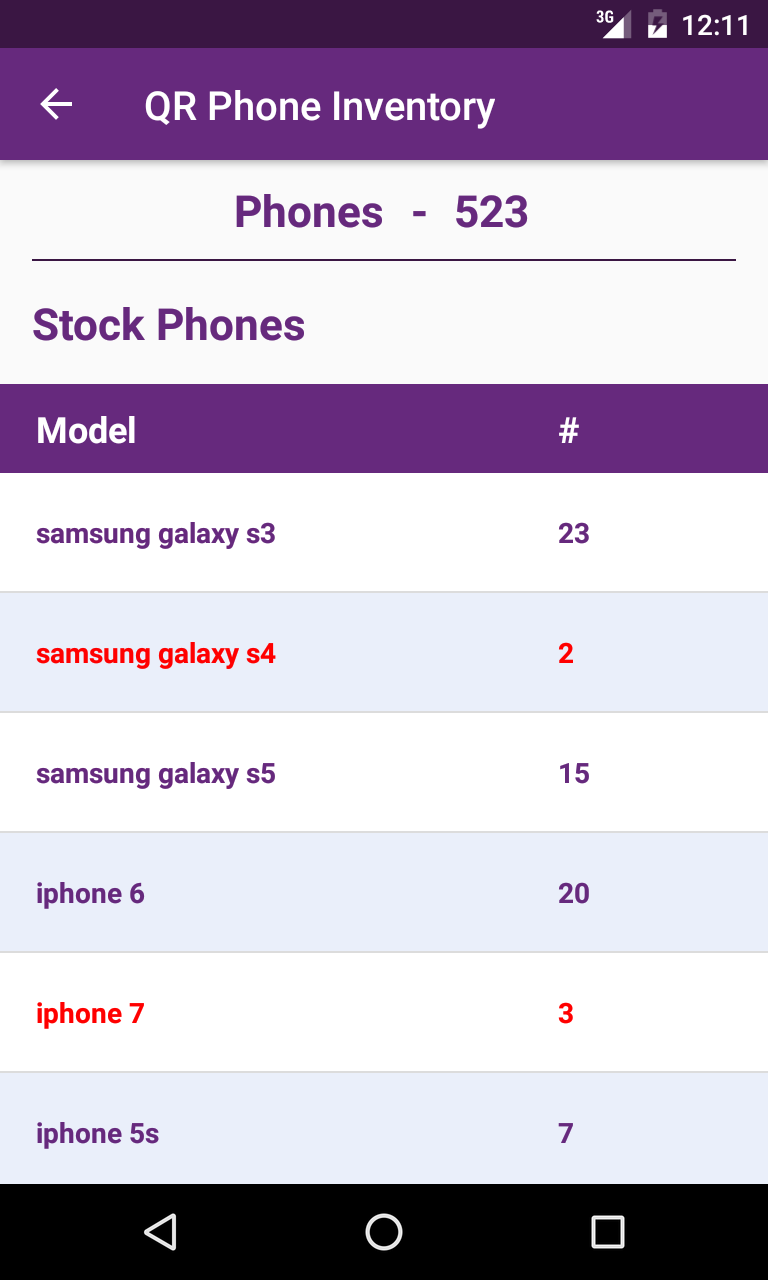 3G 12:11
QR Phone Inventory
Phones - 523
Stock Phones
Model #
samsung galaxy s3 23
samsung galaxy s4 2
samsung galaxy s5 15
iphone 6 20
iphone 7 3
iphone 5s 7